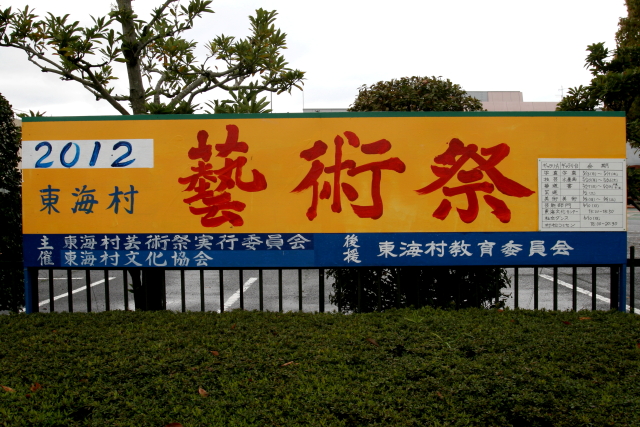 2012
東海村
藝術祭
主催 東海村芸術祭実行委員会
東海村文化協会
後援 東海村教育委員会